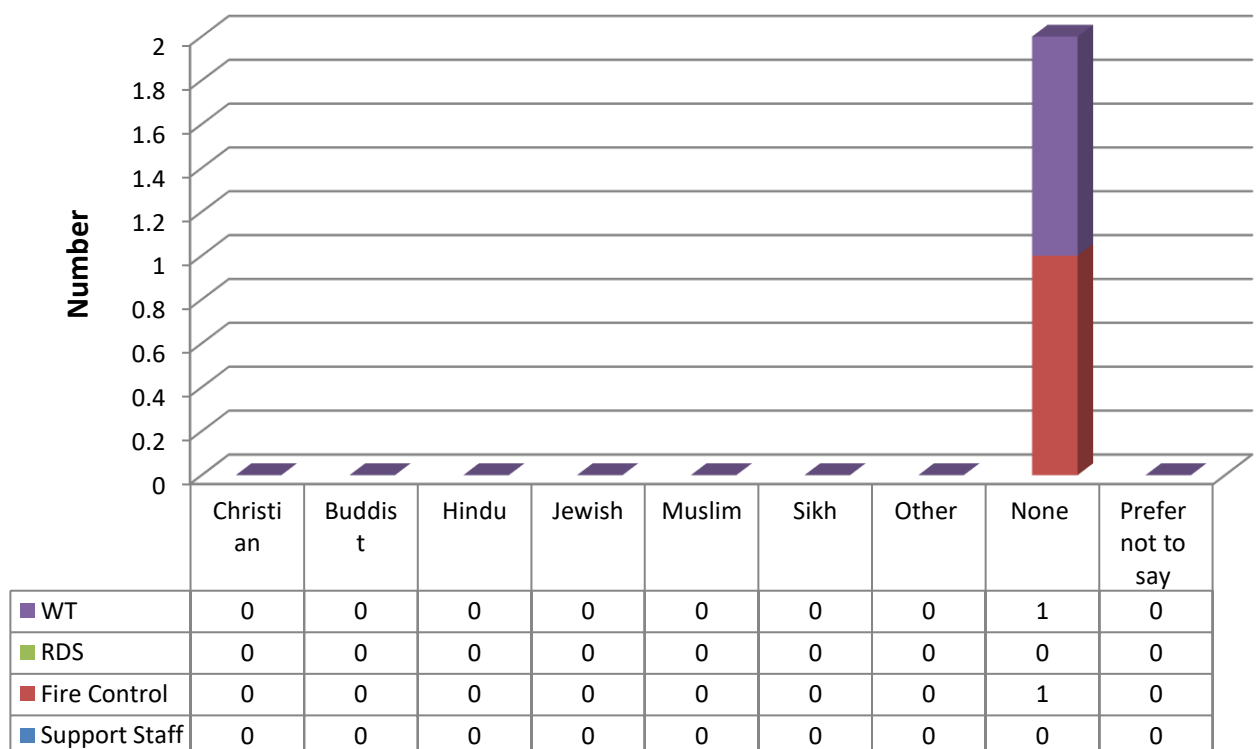 Number
2
1.8
1.6
1.4
1.2
1
0.8
0.6
0.4
0.2
0
Christi
an
Buddis
t
Hindu
Jewish
Muslim
Sikh
Other
None
Prefer
not to
say
WT 0 0 0 0 0 0 0 1 0
RDS 0 0 0 0 0 0 0 0 0
Fire Control 0 0 0 0 0 0 0 1 0
Support Staff 0 0 0 0 0 0 0 0 0